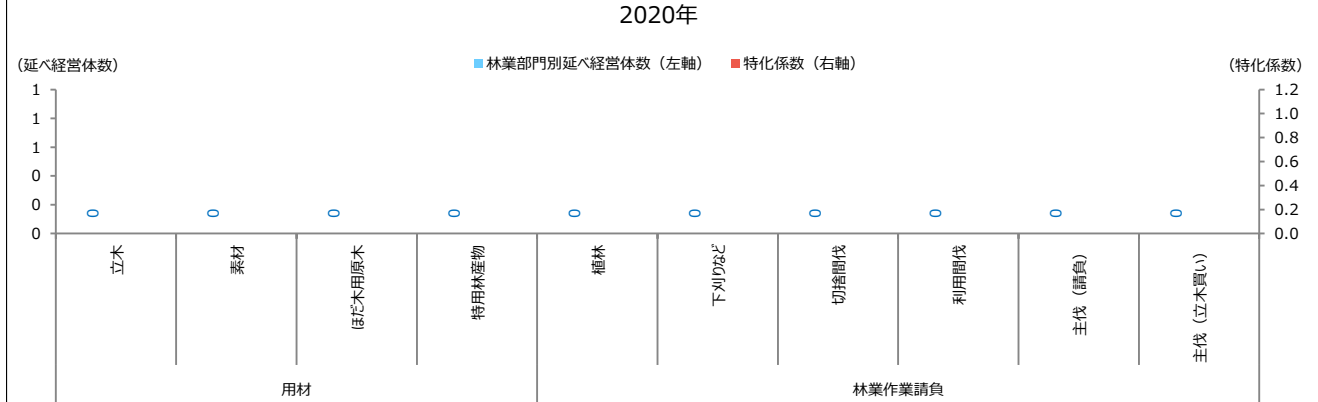 2020年
（延べ経営体数）
■林業部門別延べ経営体数（左軸） ■特化係数（右軸）
（特化係数）
1
1
1
0
0
0
1.2
1.0
0.8
0.6
0.4
0.2
0.0
0 0 0 0 0 0 0 0 0 0
立木
素材
ほだ木用原木
特用林産物
植林
下刈りなど
切捨間伐
利用間伐
主伐（請負）
主伐（立木買い）
用材
林業作業請負